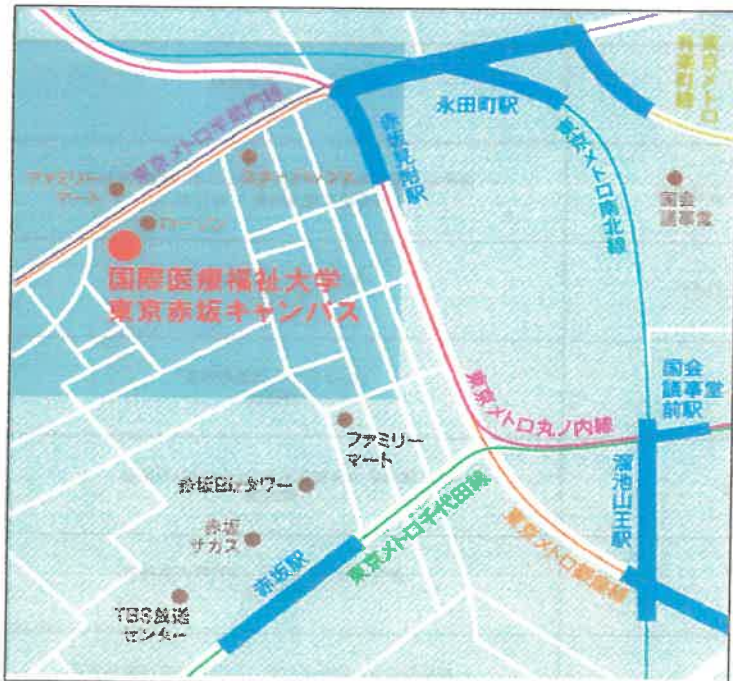 東京メトロ
有楽町線
永田町駅
赤坂見附駅
東京メトロ半蔵門線
東京メトロ南北線
ファミリー
マート
スターバックス
ローソン
国会
議事堂
国際医療福祉大学
東京赤坂キャンパス
国会
議事堂
前駅
東京メトロ丸ノ内線
ファミリー
マート
溜池山王駅
赤坂Bizタワー
東京メトロ千代田線
東京メトロ銀座線
赤坂
サカス
赤坂駅
TBS放送
センター